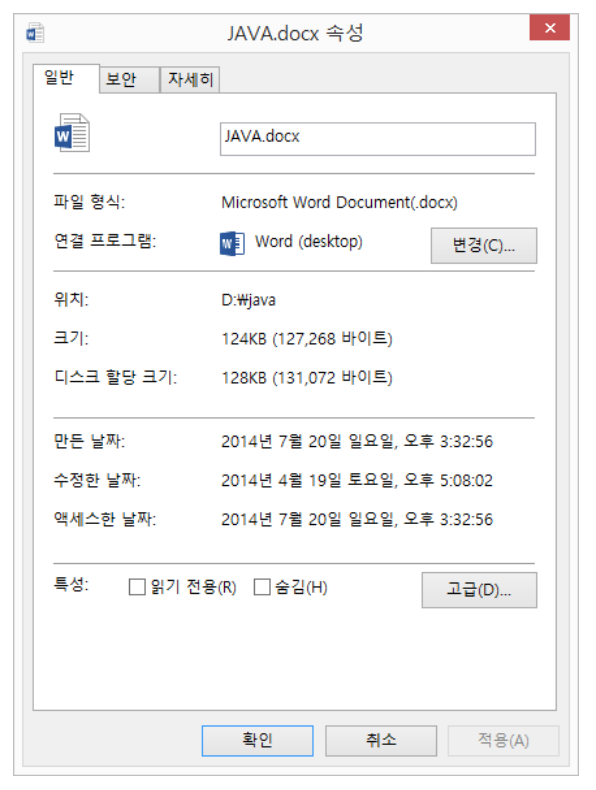 JAVA.docx 속성
일반 보안 자세히
JAVA.docx
파일 형식: Microsoft Word Document(.docx)
연결 프로그램: Word (desktop) 변경(C)...
위치: D:₩java
크기: 124KB (127,268 바이트)
디스크 할당 크기: 128KB (131,072 바이트)
만든 날짜: 2014년 7월 20일 일요일, 오후 3:32:56
수정한 날짜: 2014년 4월 19일 토요일, 오후 5:08:02
액세스한 날짜: 2014년 7월 20일 일요일, 오후 3:32:56
특성: 읽기 전용(R) 숨김(H) 고급(D)...
확인 취소 적용(A)